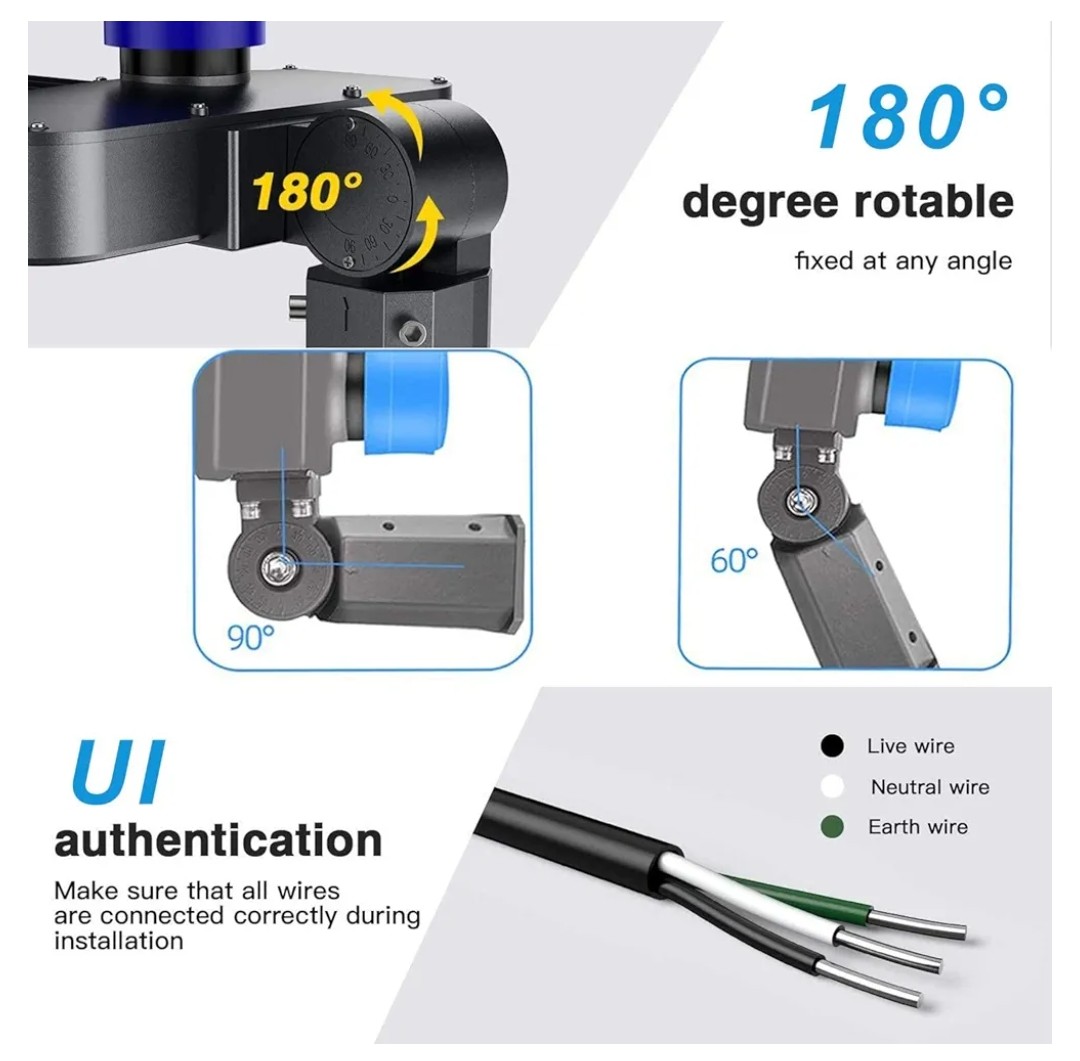 180°
degree rotable
fixed at any angle
180°
90°
60°
UI
authentication
Make sure that all wires
are connected correctly during
installation
Live wire
Neutral wire
Earth wire